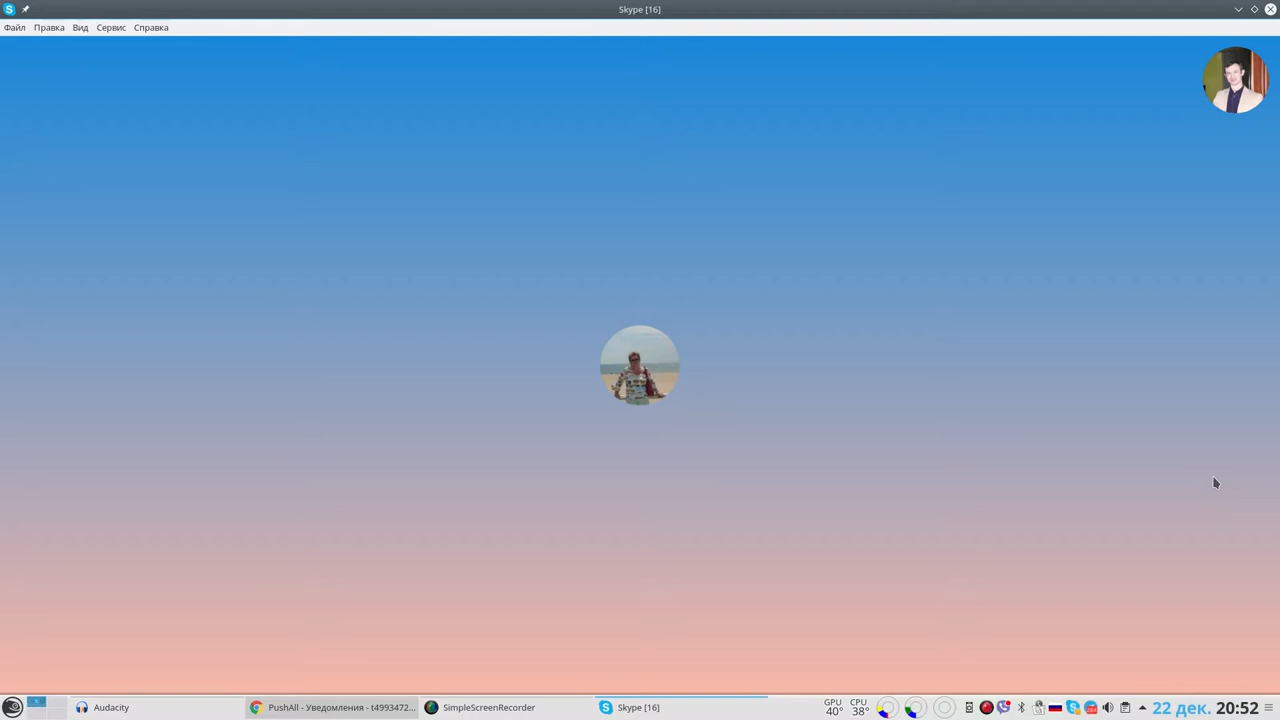 Skype [16]
Файл Правка Вид Сервис Справка
Audacity
PushAll - Уведомления - t4993472...
SimpleScreenRecorder
Skype [16]
GPU 40°
CPU 38°
22 дек. 20:52